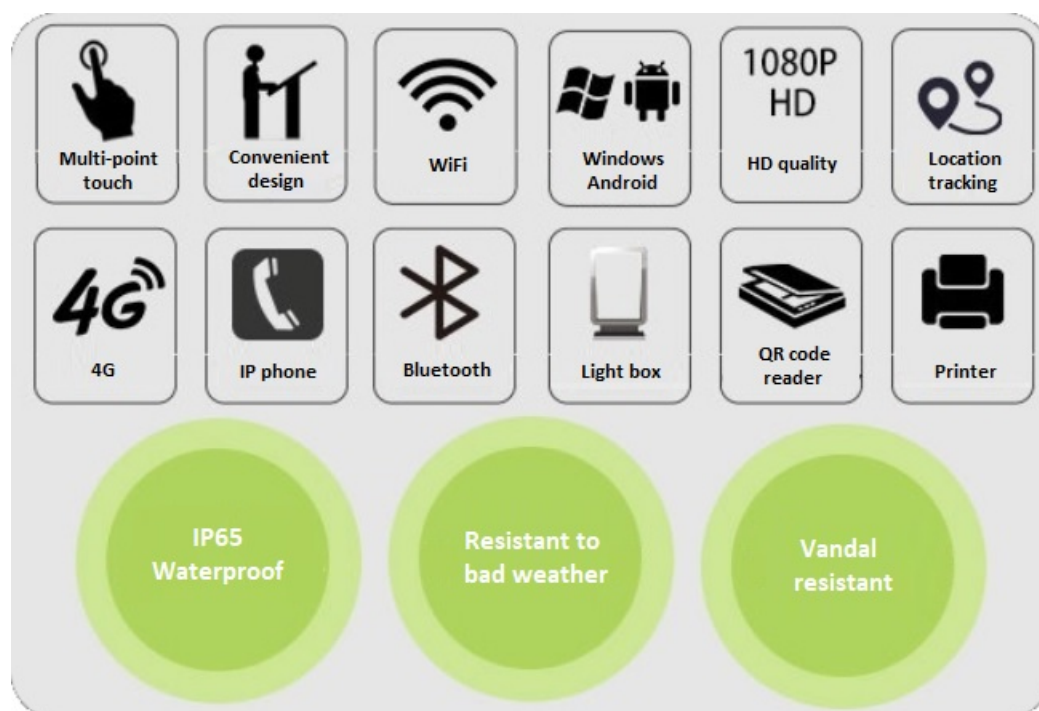 Multi-point
touch
Convenient
design
WiFi
Windows
Android
1080P
HD
HD quality
Location
tracking
4G
4G
IP phone
Bluetooth
Light box
QR code
reader
Printer
IP65
Waterproof
Resistant to
bad weather
Vandal
resistant